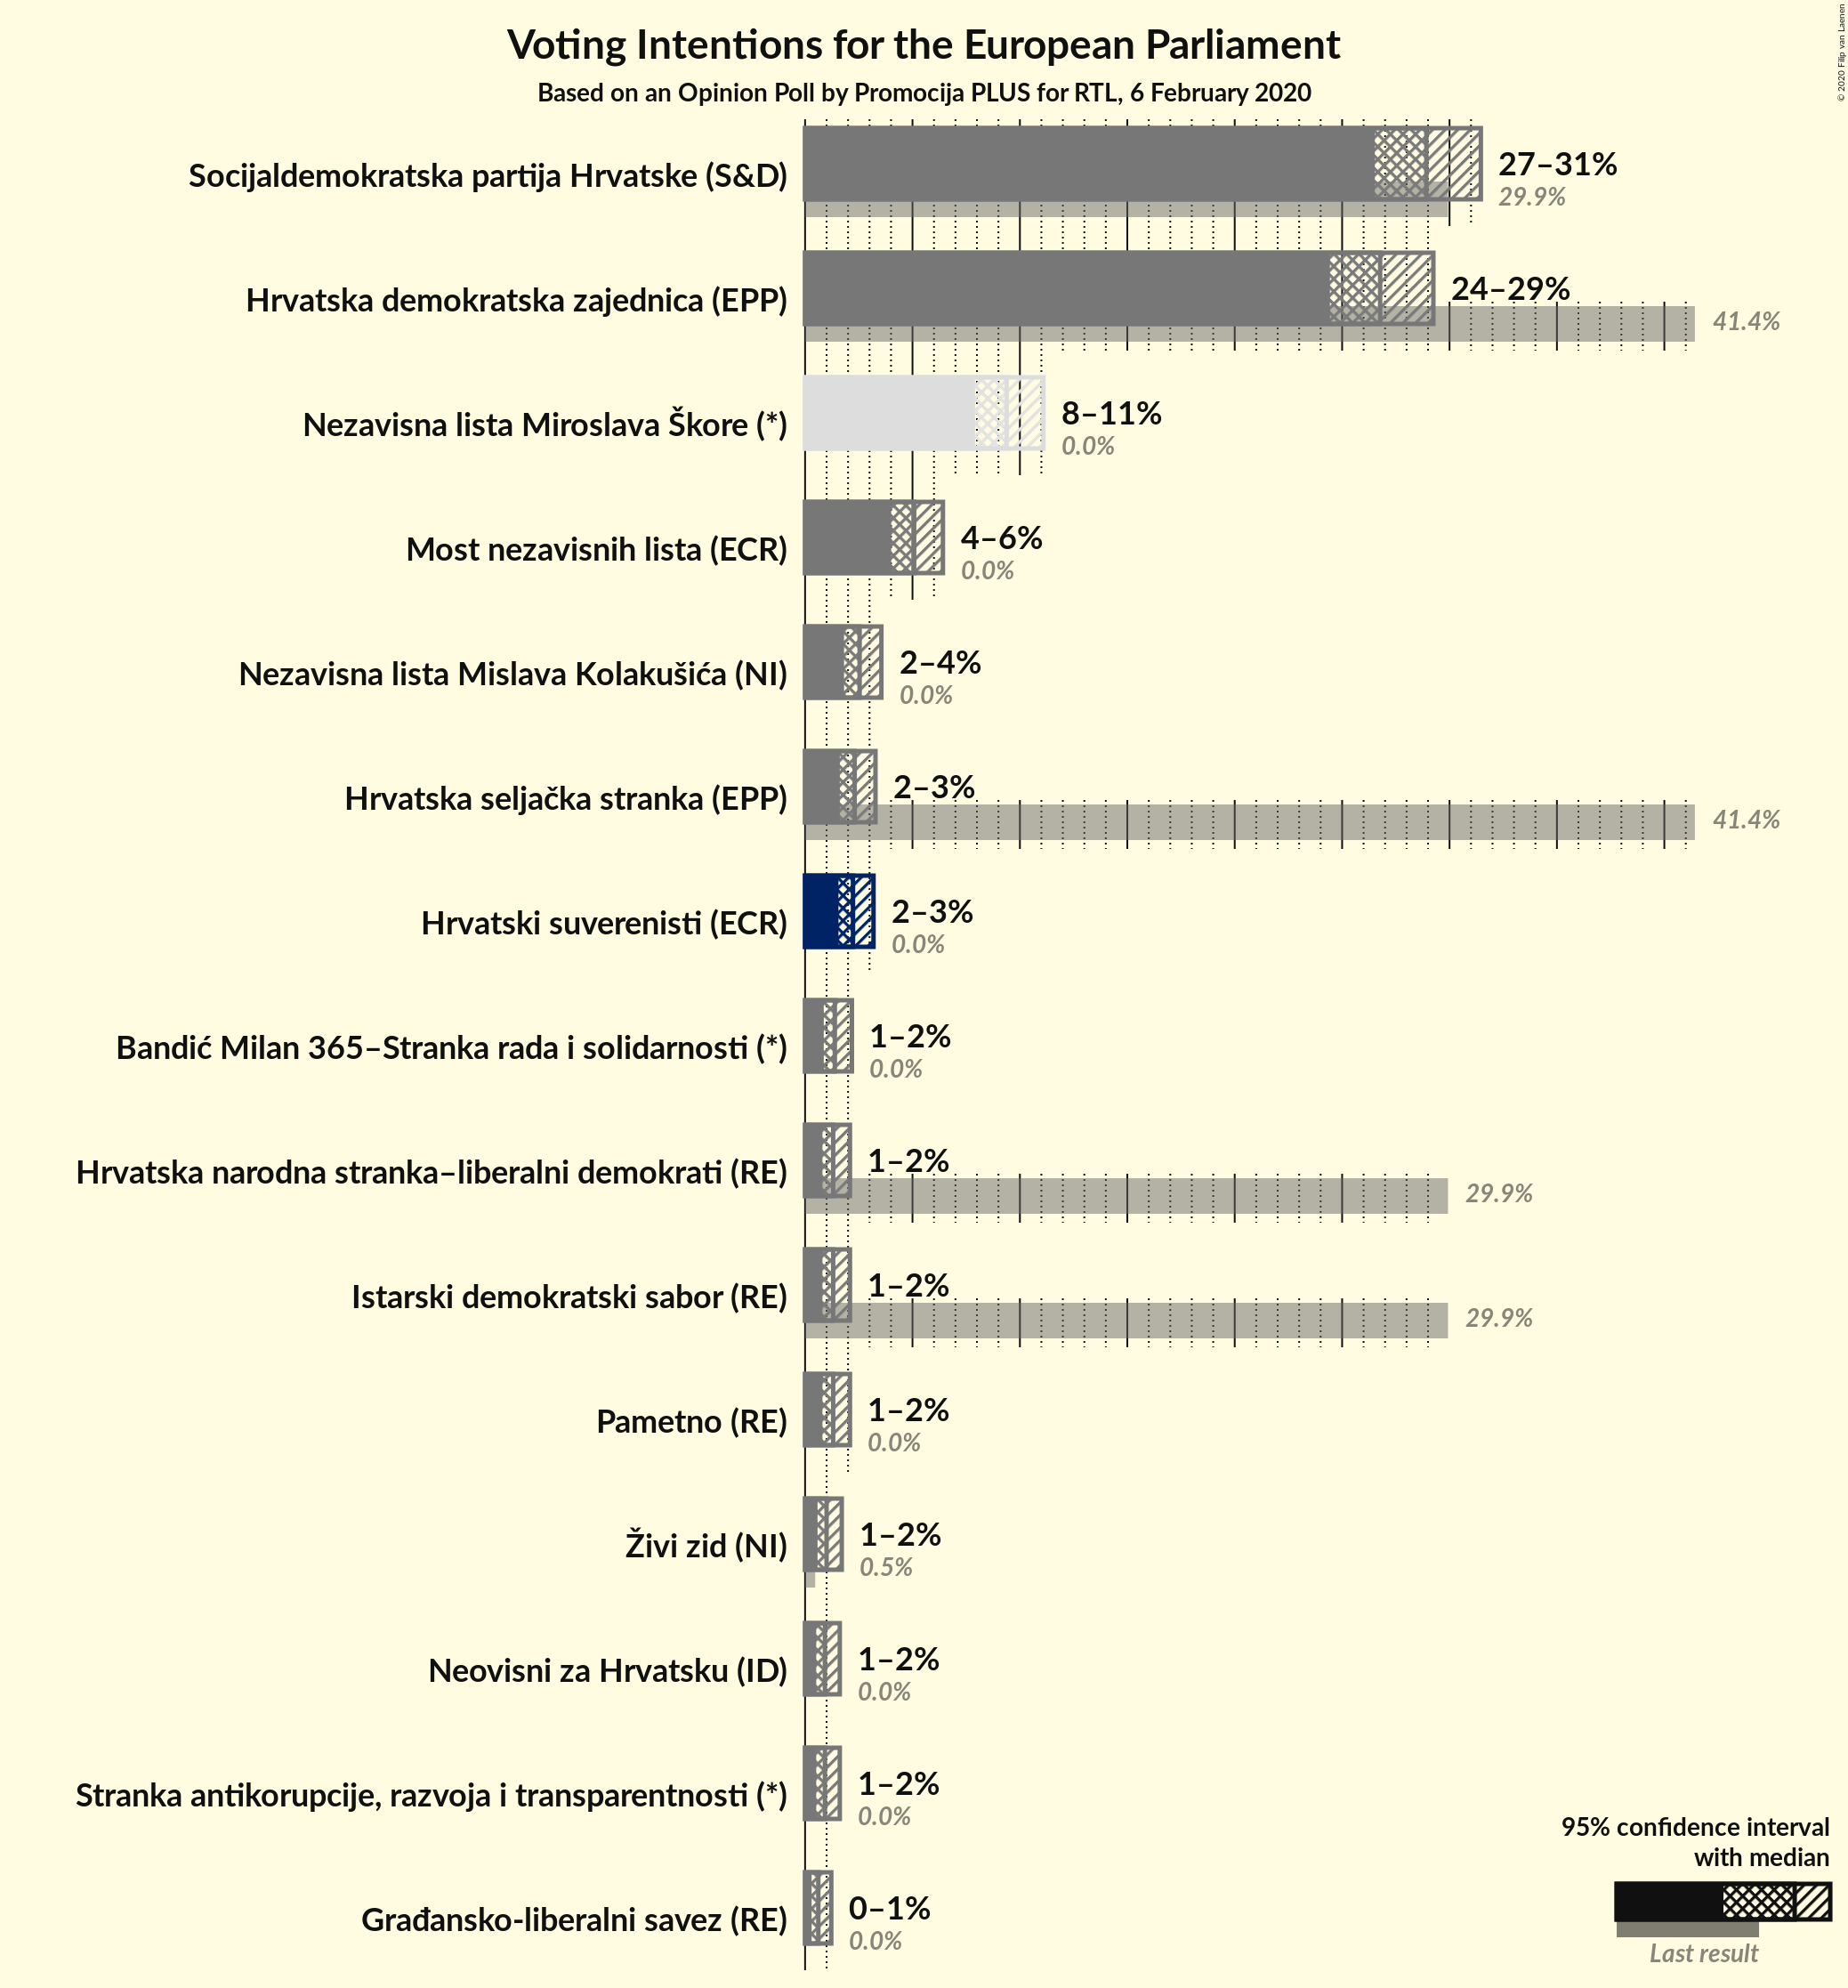 Voting Intentions for the European Parliament
Based on an Opinion Poll by Promocija PLUS for RTL, 6 February 2020
© 2020 Filip van Laenen
Socijaldemokratska partija Hrvatske (S&D)
27–31%
29.9%
Hrvatska demokratska zajednica (EPP)
24–29%
41.4%
Nezavisna lista Miroslava Škore (*)
8–11%
0.0%
Most nezavisnih lista (ECR)
4–6%
0.0%
Nezavisna lista Mislava Kolakušića (NI)
2–4%
0.0%
Hrvatska seljačka stranka (EPP)
2–3%
41.4%
Hrvatski suverenisti (ECR)
2–3%
0.0%
Bandić Milan 365–Stranka rada i solidarnosti (*)
1–2%
0.0%
Hrvatska narodna stranka–liberalni demokrati (RE)
1–2%
29.9%
Istarski demokratski sabor (RE)
1–2%
29.9%
Pametno (RE)
1–2%
0.0%
Živi zid (NI)
1–2%
0.5%
Neovisni za Hrvatsku (ID)
1–2%
0.0%
Stranka antikorupcije, razvoja i transparentnosti (*)
1–2%
0.0%
Građansko-liberalni savez (RE)
0–1%
0.0%
95% confidence interval
with median
Last result